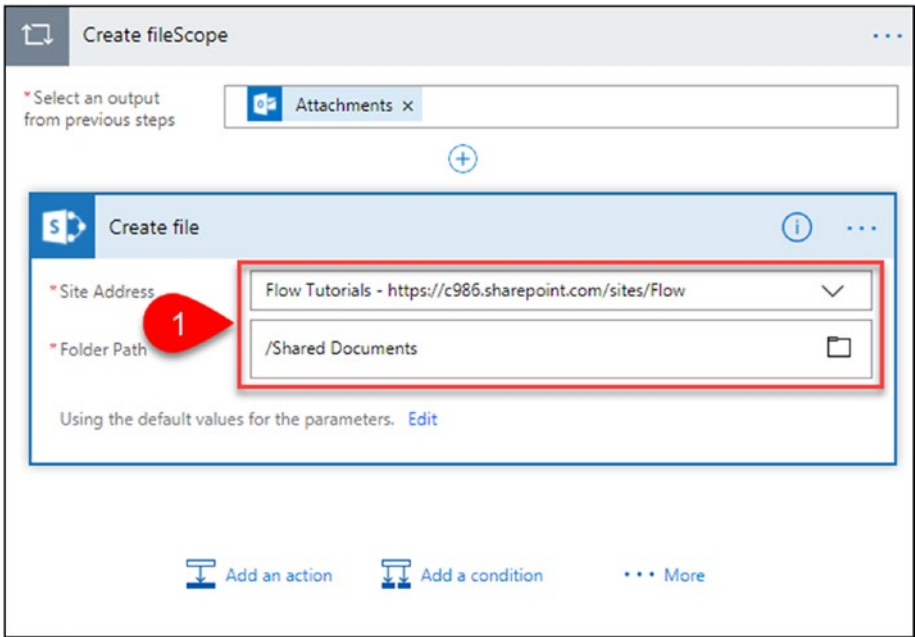 Create fileScope
* Select an output
from previous steps
Attachments ×
S
Create file
* Site Address
Flow Tutorials - https://c986.sharepoint.com/sites/Flow
1
* Folder Path
/Shared Documents
Using the default values for the parameters. Edit
Add an action Add a condition ••• More